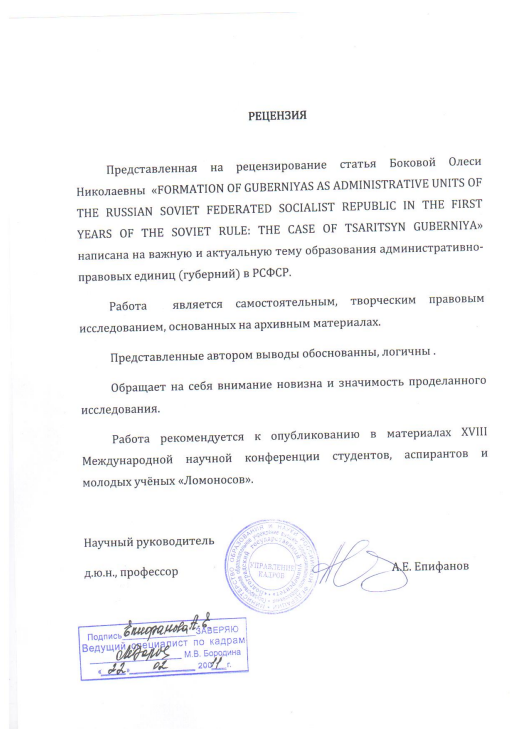 РЕЦЕНЗИЯ
Представленная на рецензирование статья Боковой Олеси
Николаевны «FORMATION OF GUBERNIYAS AS ADMINISTRATIVE UNITS OF
THE RUSSIAN SOVIET FEDERATED SOCIALIST REPUBLIC IN THE FIRST
YEARS OF THE SOVIET RULE: THE CASE OF TSARITSYN GUBERNIYA»
написана на важную и актуальную тему образования административно-
правовых единиц (губерний) в РСФСР.
Работа является самостоятельным, творческим правовым
исследованием, основанных на архивным материалах.
Представленные автором выводы обоснованны, логичны .
Обращает на себя внимание новизна и значимость проделанного
исследования.
Работа рекомендуется к опубликованию в материалах XVIII
Международной научной конференции студентов, аспирантов и
молодых учёных «Ломоносов».
Научный руководитель
д.ю.н., профессор
А.Е. Епифанов
УПРАВЛЕНИЕ
КАДРОВ
Подпись Епифанова А.Е. ЗАВЕРЯЮ
Ведущий специалист по кадрам
М.В. Бородина
«22» 02 2011 г.